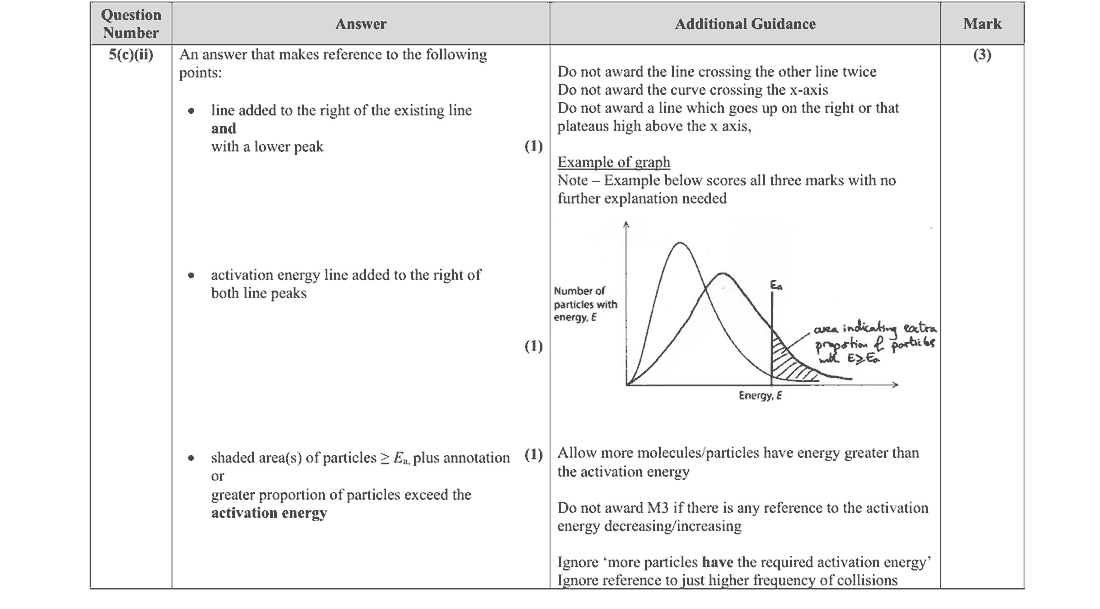 Question Number
Answer
Additional Guidance
Mark
5(c)(ii)
An answer that makes reference to the following
points:
• line added to the right of the existing line
and
with a lower peak
(1)
• activation energy line added to the right of
both line peaks
(1)
• shaded area(s) of particles ≥ Ea, plus annotation (1)
or
greater proportion of particles exceed the
activation energy
Do not award the line crossing the other line twice
Do not award the curve crossing the x-axis
Do not award a line which goes up on the right or that
plateaus high above the x axis,
Example of graph
Note – Example below scores all three marks with no
further explanation needed
Number of
particles with
energy, E
Ea
area indicating extra
proportion of particles
with E≥Ea
Energy, E
Allow more molecules/particles have energy greater than
the activation energy
Do not award M3 if there is any reference to the activation
energy decreasing/increasing
Ignore ‘more particles have the required activation energy’
Ignore reference to just higher frequency of collisions
(3)